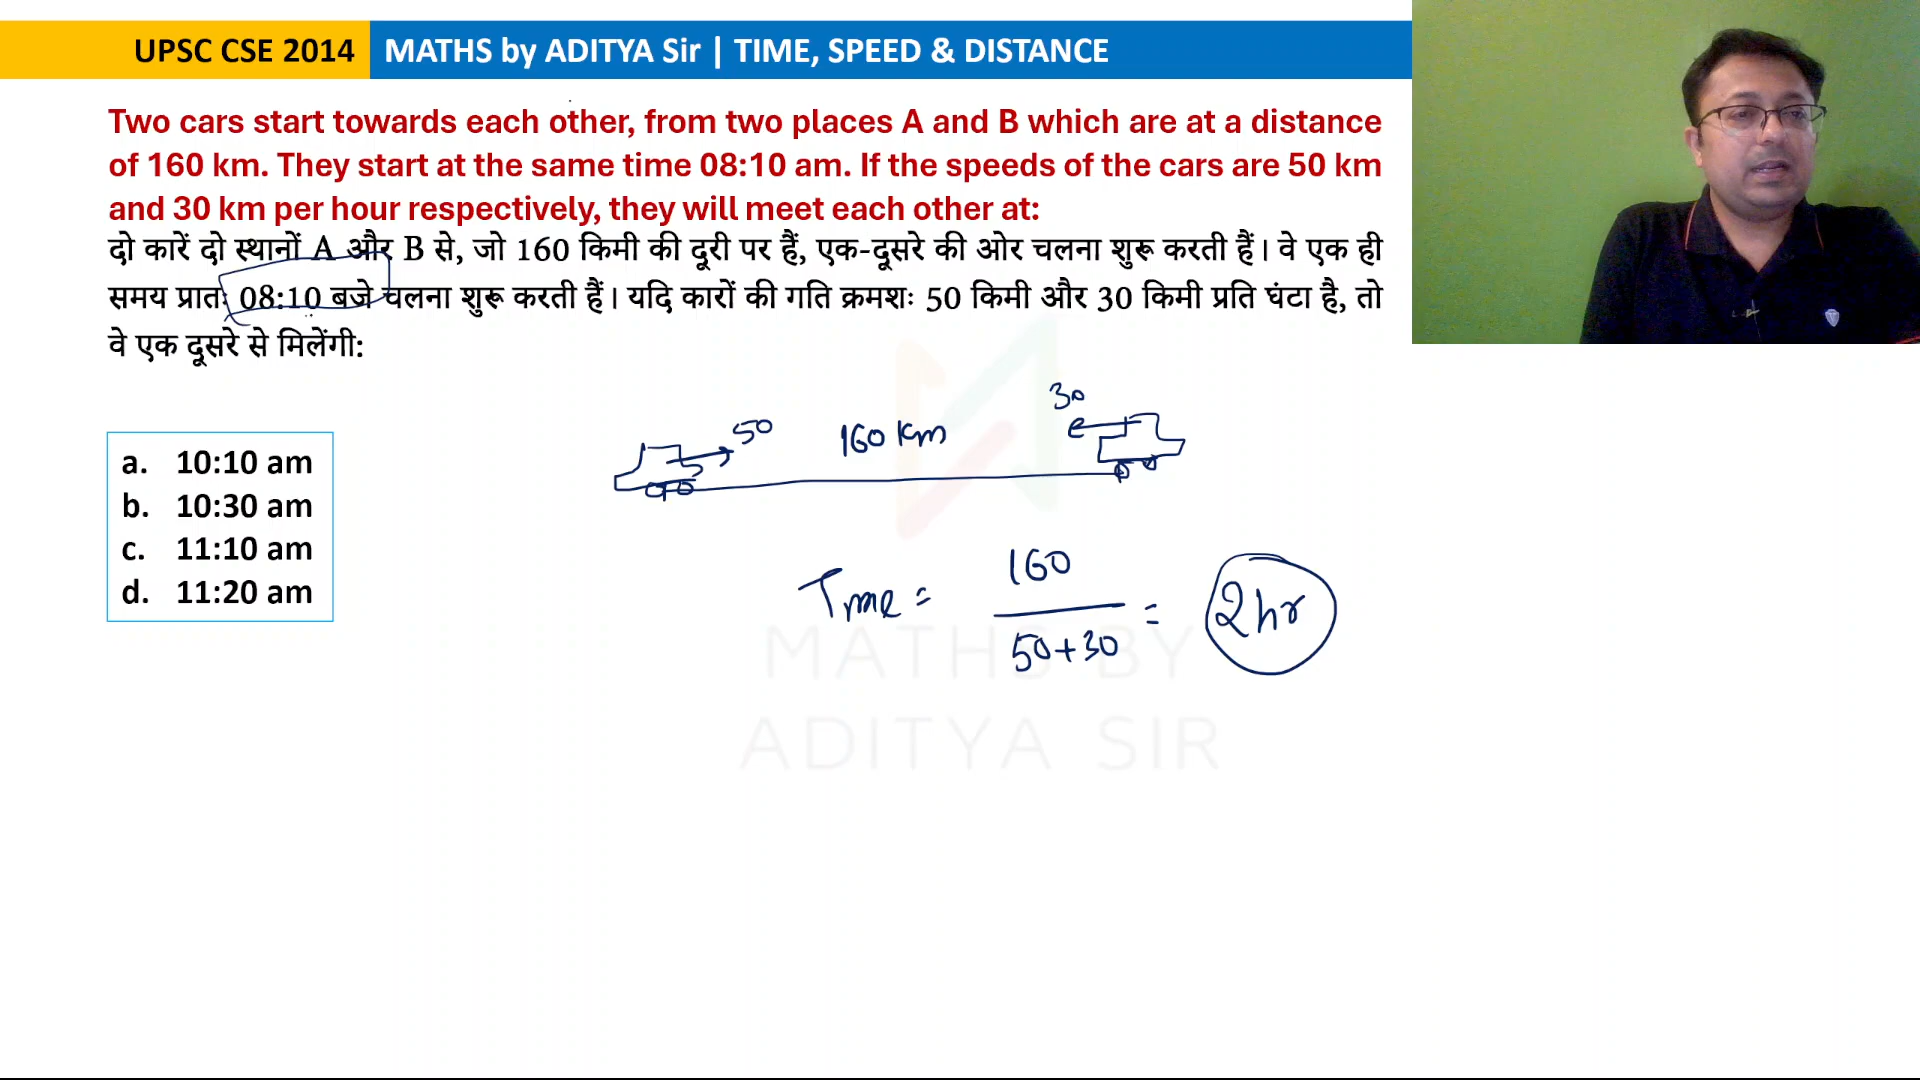 UPSC CSE 2014
MATHS by ADITYA Sir | TIME, SPEED & DISTANCE
Two cars start towards each other, from two places A and B which are at a distance
of 160 km. They start at the same time 08:10 am. If the speeds of the cars are 50 km
and 30 km per hour respectively, they will meet each other at:
दो कारें दो स्थानों A और B से, जो 160 किमी की दूरी पर हैं, एक-दूसरे की ओर चलना शुरू करती हैं। वे एक ही
समय प्रातः 08:10 बजे चलना शुरू करती हैं। यदि कारों की गति क्रमशः 50 किमी और 30 किमी प्रति घंटा है, तो
वे एक दूसरे से मिलेंगी:
a. 10:10 am
b. 10:30 am
c. 11:10 am
d. 11:20 am
50
160 km
30
Time = 160 / 50+30 = 2hr
MATHS BY
ADITYA SIR